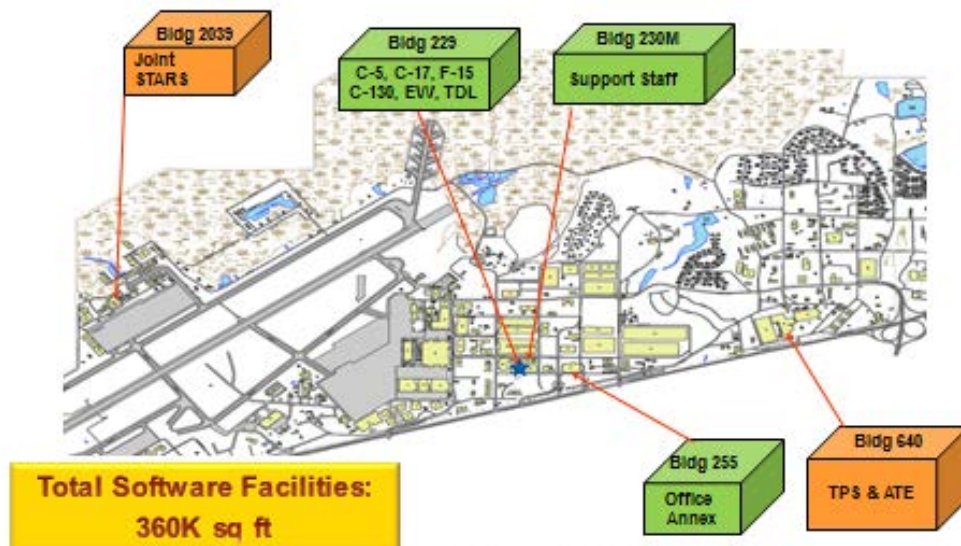 Bldg 2039
Joint
STARS
Bldg 229
C-5, C-17, F-15
C-130, EW, TDL
Bldg 230M
Support Staff
Bldg 255
Office
Annex
Bldg 640
TPS & ATE
Total Software Facilities:
360K sq ft